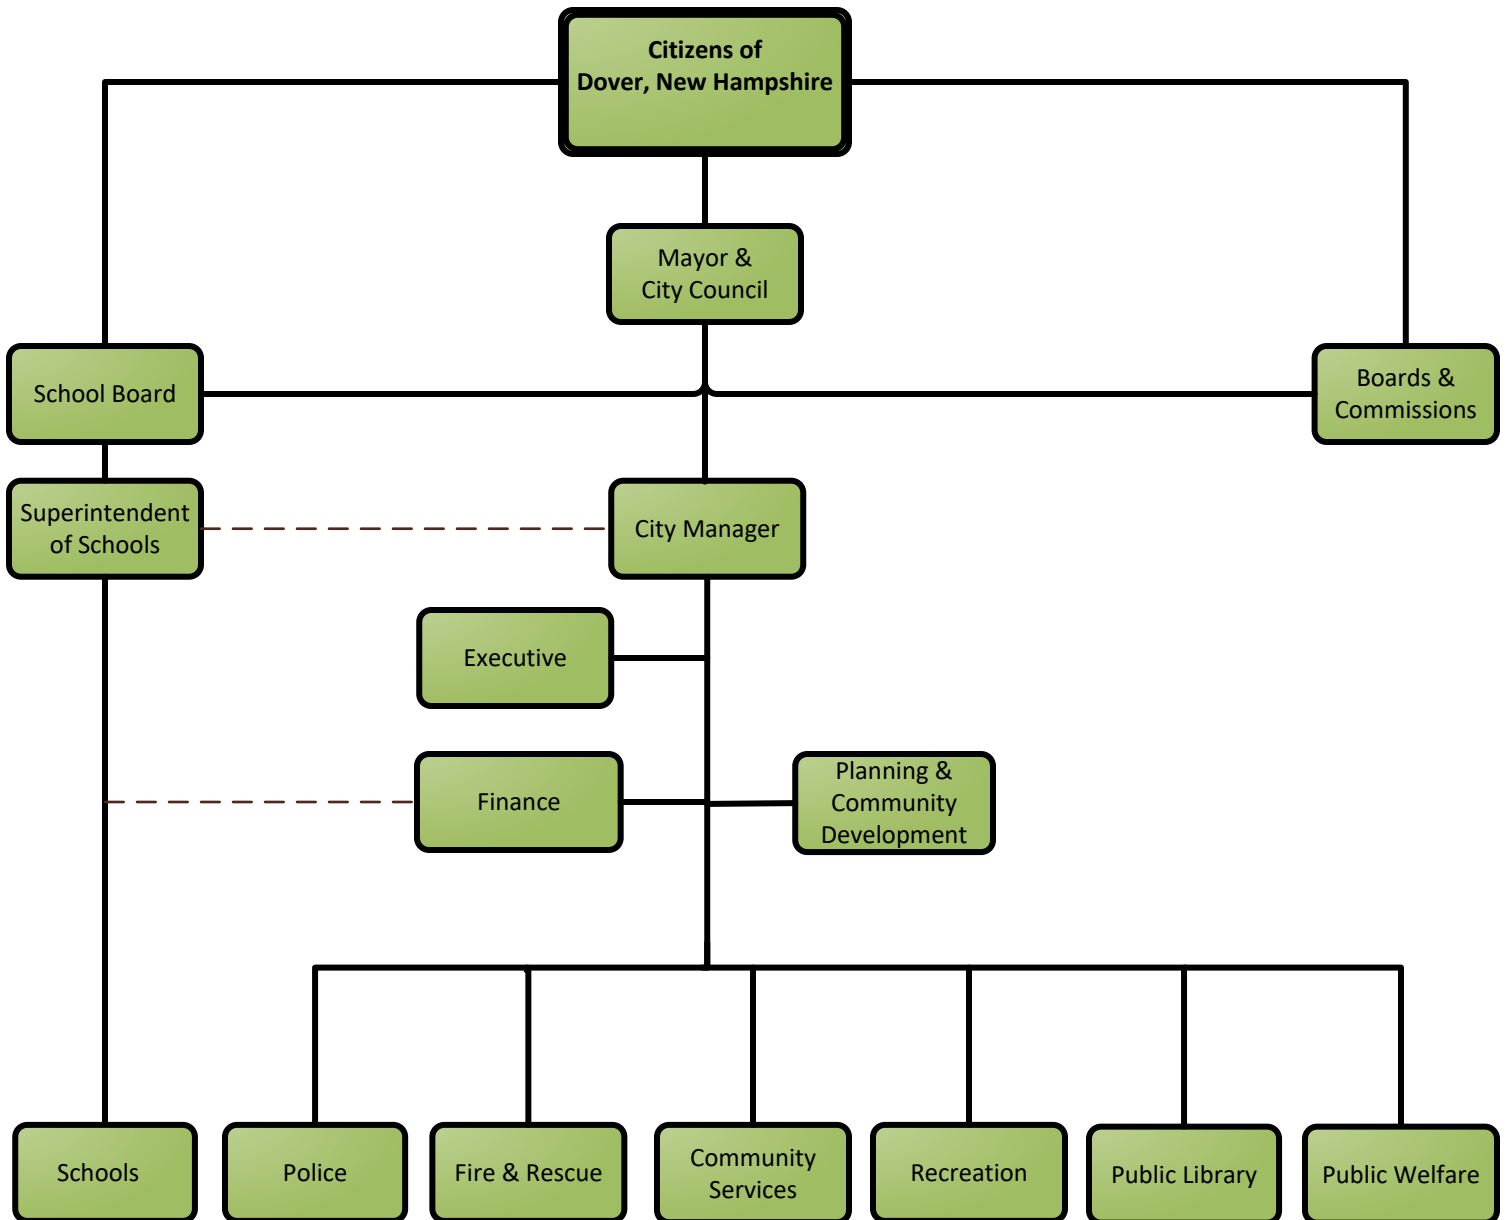 Citizens of
Dover, New Hampshire
Mayor &
City Council
School Board
Boards &
Commissions
Superintendent
of Schools
City Manager
Executive
Finance
Planning &
Community
Development
Schools
Police
Fire & Rescue
Community
Services
Recreation
Public Library
Public Welfare